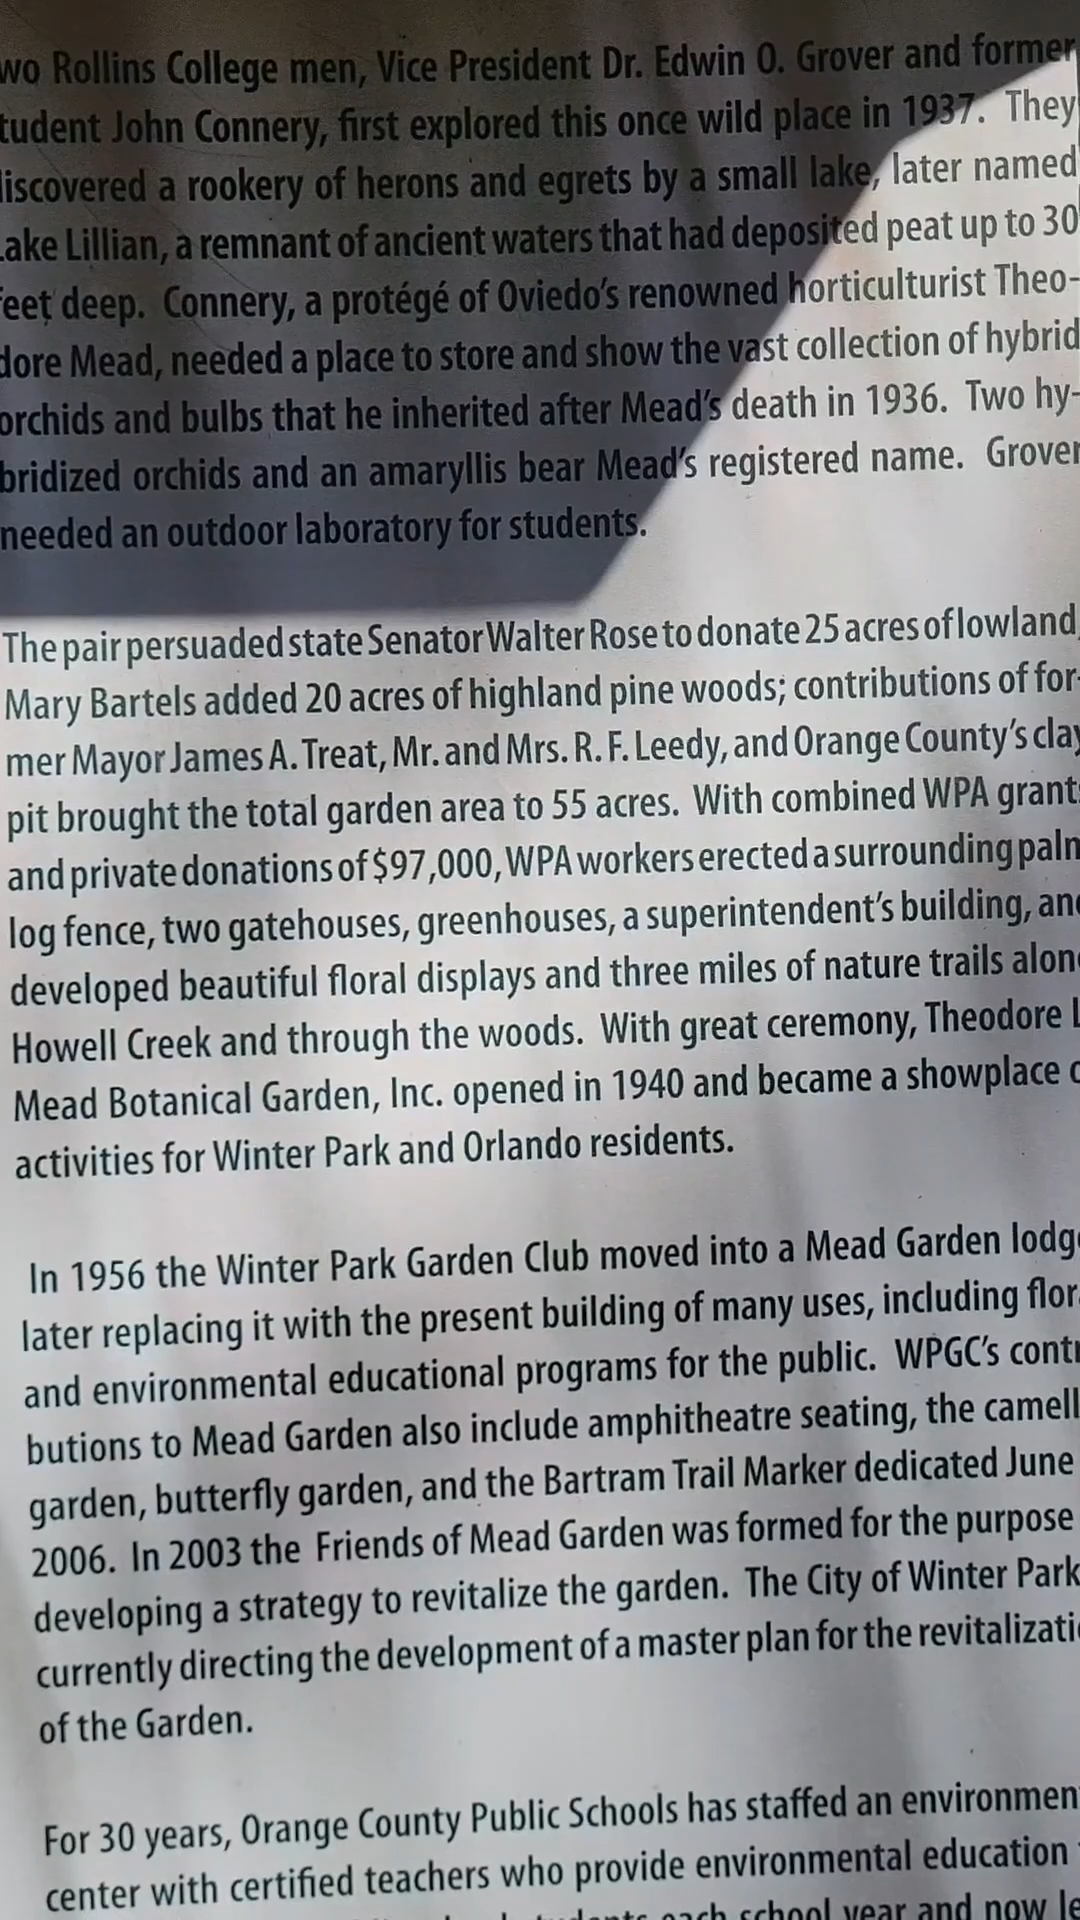 wo Rollins College men, Vice President Dr. Edwin O. Grover and former
tudent John Connery, first explored this once wild place in 1937. They
iscovered a rookery of herons and egrets by a small lake, later named
Lake Lillian, a remnant of ancient waters that had deposited peat up to 30
feet deep. Connery, a protégé of Oviedo's renowned horticulturist Theo-
dore Mead, needed a place to store and show the vast collection of hybrid
orchids and bulbs that he inherited after Mead's death in 1936. Two hy-
bridized orchids and an amaryllis bear Mead's registered name. Grover
needed an outdoor laboratory for students.
The pair persuaded state Senator Walter Rose to donate 25 acres of lowland
Mary Bartels added 20 acres of highland pine woods; contributions of for-
mer Mayor James A. Treat, Mr. and Mrs. R. F. Leedy, and Orange County's clay
pit brought the total garden area to 55 acres. With combined WPA grant
and private donations of $97,000, WPA workers erected a surrounding palm
log fence, two gatehouses, greenhouses, a superintendent's building, and
developed beautiful floral displays and three miles of nature trails alon
Howell Creek and through the woods. With great ceremony, Theodore L
Mead Botanical Garden, Inc. opened in 1940 and became a showplace o
activities for Winter Park and Orlando residents.
In 1956 the Winter Park Garden Club moved into a Mead Garden lodge
later replacing it with the present building of many uses, including flor
and environmental educational programs for the public. WPGC's contr
butions to Mead Garden also include amphitheatre seating, the camell
garden, butterfly garden, and the Bartram Trail Marker dedicated June
2006. In 2003 the Friends of Mead Garden was formed for the purpose
developing a strategy to revitalize the garden. The City of Winter Park
currently directing the development of a master plan for the revitalizati
of the Garden.
For 30 years, Orange County Public Schools has staffed an environmen
center with certified teachers who provide environmental education
each school year and now le